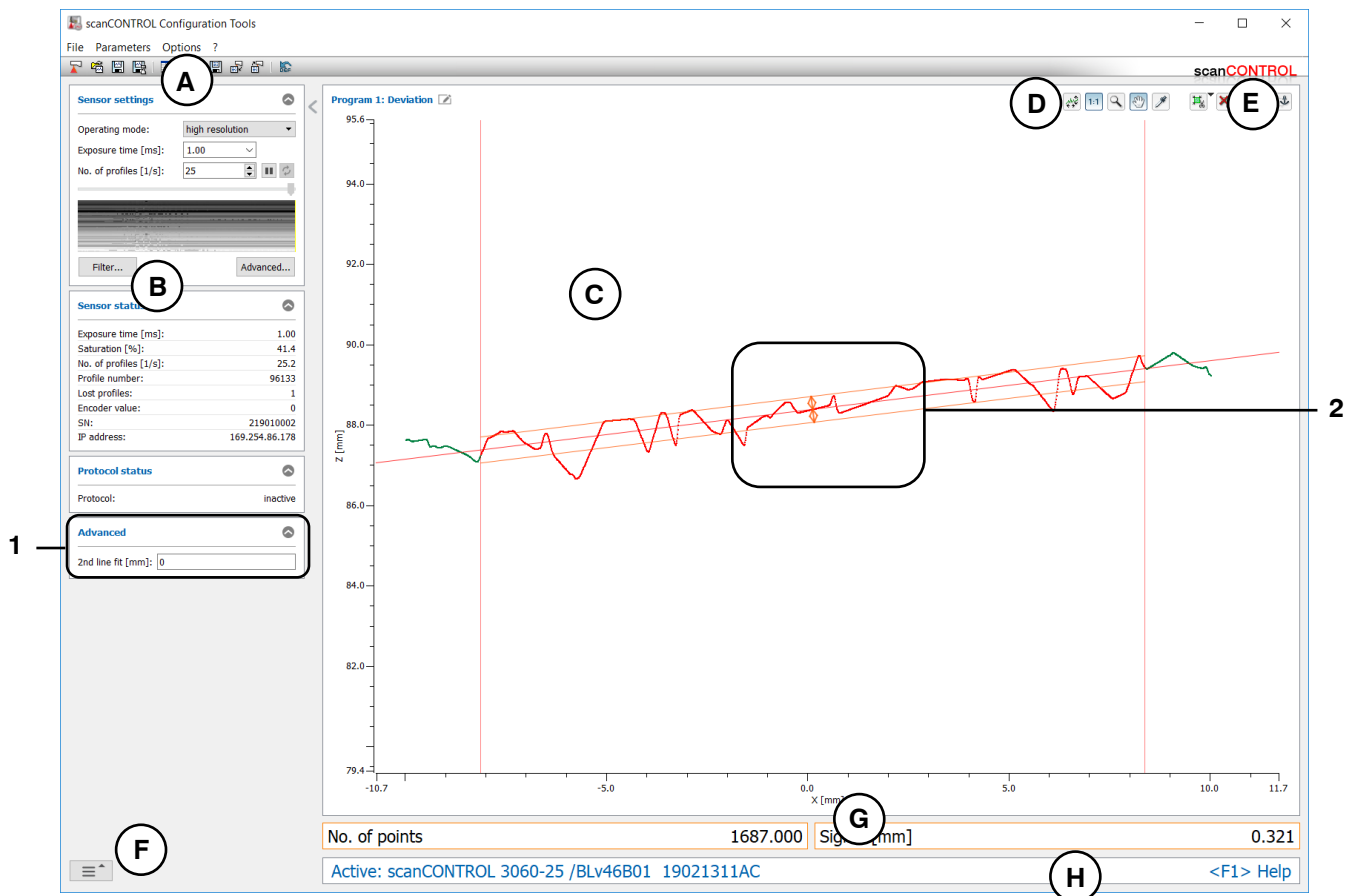 scanCONTROL Configuration Tools
File Parameters Options ?
scanCONTROL
A
D
E
Sensor settings
Operating mode: high resolution
Exposure time [ms]: 1.00
No. of profiles [1/s]: 25
Filter... Advanced...
B
Sensor
Exposure time [ms]: 1.00
Saturation [%]: 41.4
No. of profiles [1/s]: 25.2
Profile number: 96133
Lost profiles: 1
Encoder value: 0
SN: 219010002
IP address: 169.254.86.178
Protocol status
Protocol: inactive
1
Advanced
2nd line fit [mm]: 0
F
Program 1: Deviation
1:1
95.6
94.0
92.0
90.0
88.0
86.0
84.0
82.0
79.4
Z [mm]
C
2
-10.7 -5.0 0.0 5.0 10.0 11.7
X
G
No. of points 1687.000 0.321
Active: scanCONTROL 3060-25 /BLv46B01 19021311AC <F1> Help
H